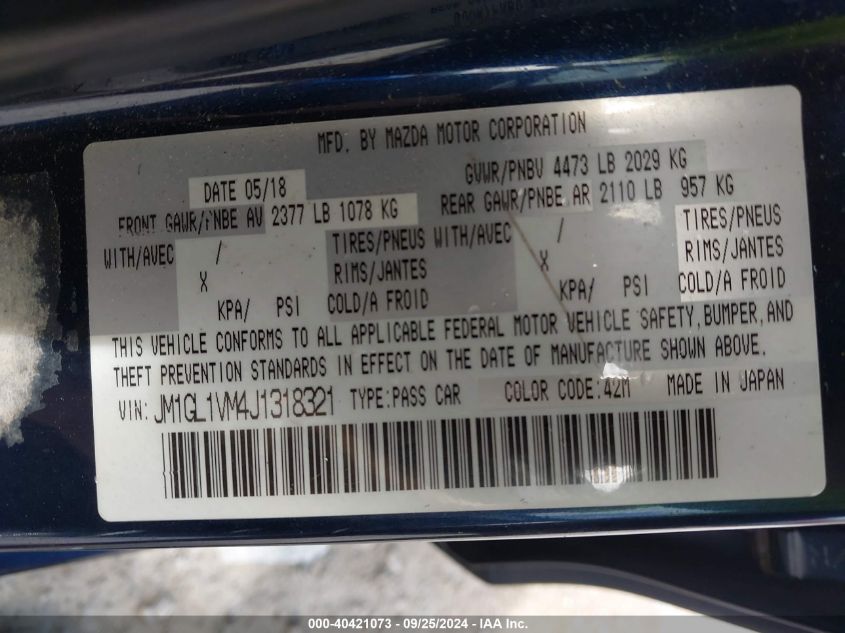 MFD. BY MAZDA MOTOR CORPORATION
DATE 05/18
GVWR/PNBV 4473 LB 2029 KG
FRONT GAWR/PNBE AV 2377 LB 1078 KG
REAR GAWR/PNBE AR 2110 LB 957 KG
WITH/AVEC / TIRES/PNEUS WITH/AVEC / TIRES/PNEUS
X RIMS/JANTES X RIMS/JANTES
KPA/ PSI COLD/A FROID KPA/ PSI COLD/A FROID
THIS VEHICLE CONFORMS TO ALL APPLICABLE FEDERAL MOTOR VEHICLE SAFETY, BUMPER, AND
THEFT PREVENTION STANDARDS IN EFFECT ON THE DATE OF MANUFACTURE SHOWN ABOVE.
VIN: JM1GL1VM4J1318321 TYPE: PASS CAR COLOR CODE: 42M MADE IN JAPAN
000-40421073 - 09/25/2024 - IAA Inc.